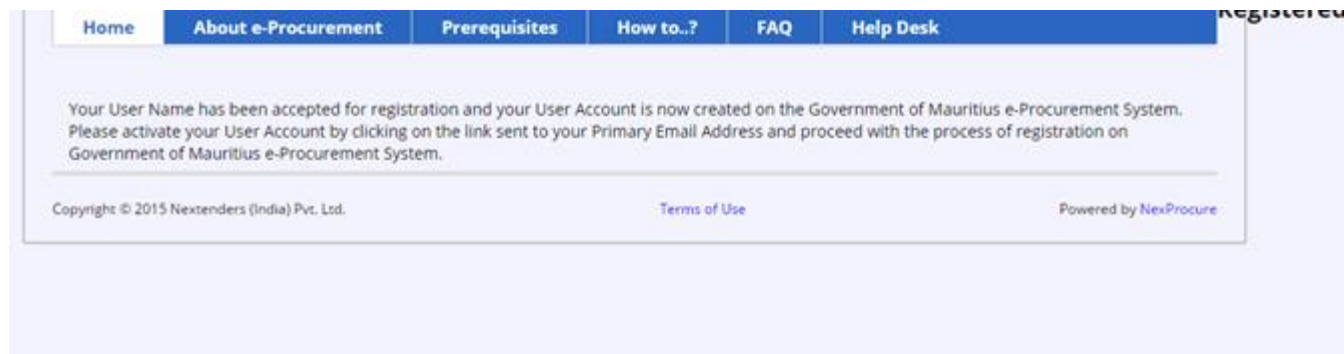 Registered
Home About e-Procurement Prerequisites How to..? FAQ Help Desk
Your User Name has been accepted for registration and your User Account is now created on the Government of Mauritius e-Procurement System.
Please activate your User Account by clicking on the link sent to your Primary Email Address and proceed with the process of registration on
Government of Mauritius e-Procurement System.
Copyright © 2015 Nextenders (India) Pvt. Ltd. Terms of Use Powered by NexProcure